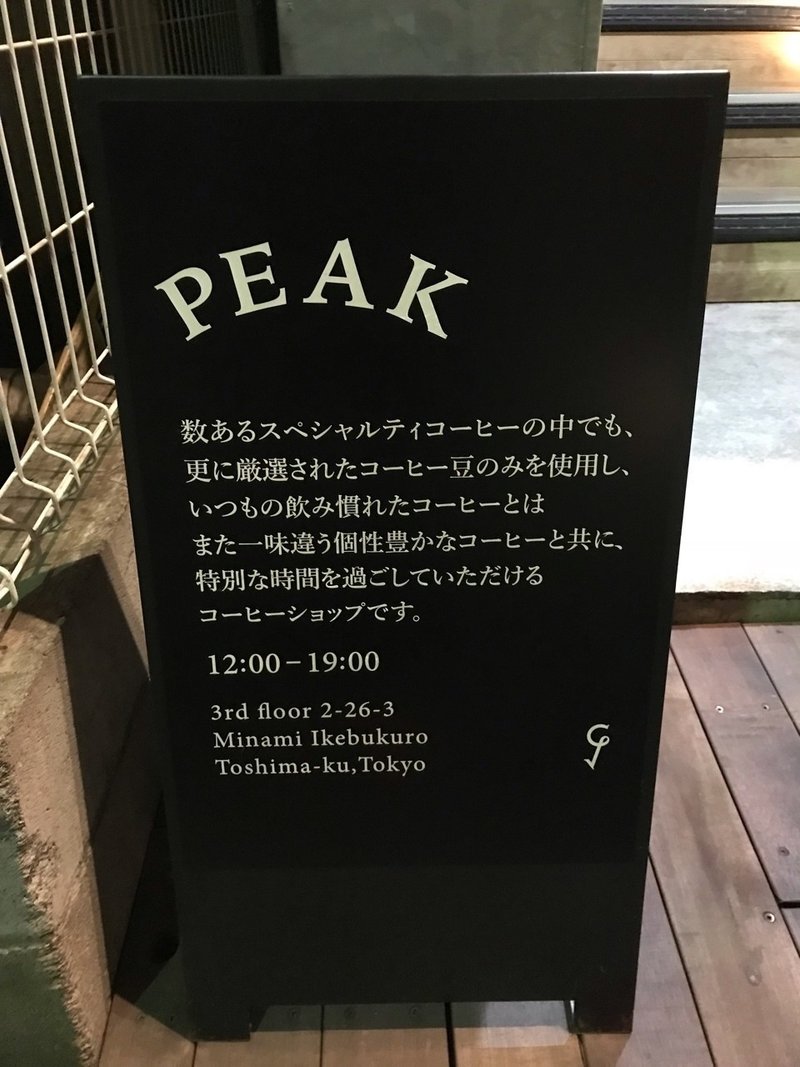 PEAK
数あるスペシャルティコーヒーの中でも、
更に厳選されたコーヒー豆のみを使用し、
いつもの飲み慣れたコーヒーとは
また一味違う個性豊かなコーヒーと共に、
特別な時間を過ごしていただける
コーヒーショップです。
12:00－19:00
3rd floor 2-26-3
Minami Ikebukuro
Toshima-ku,Tokyo